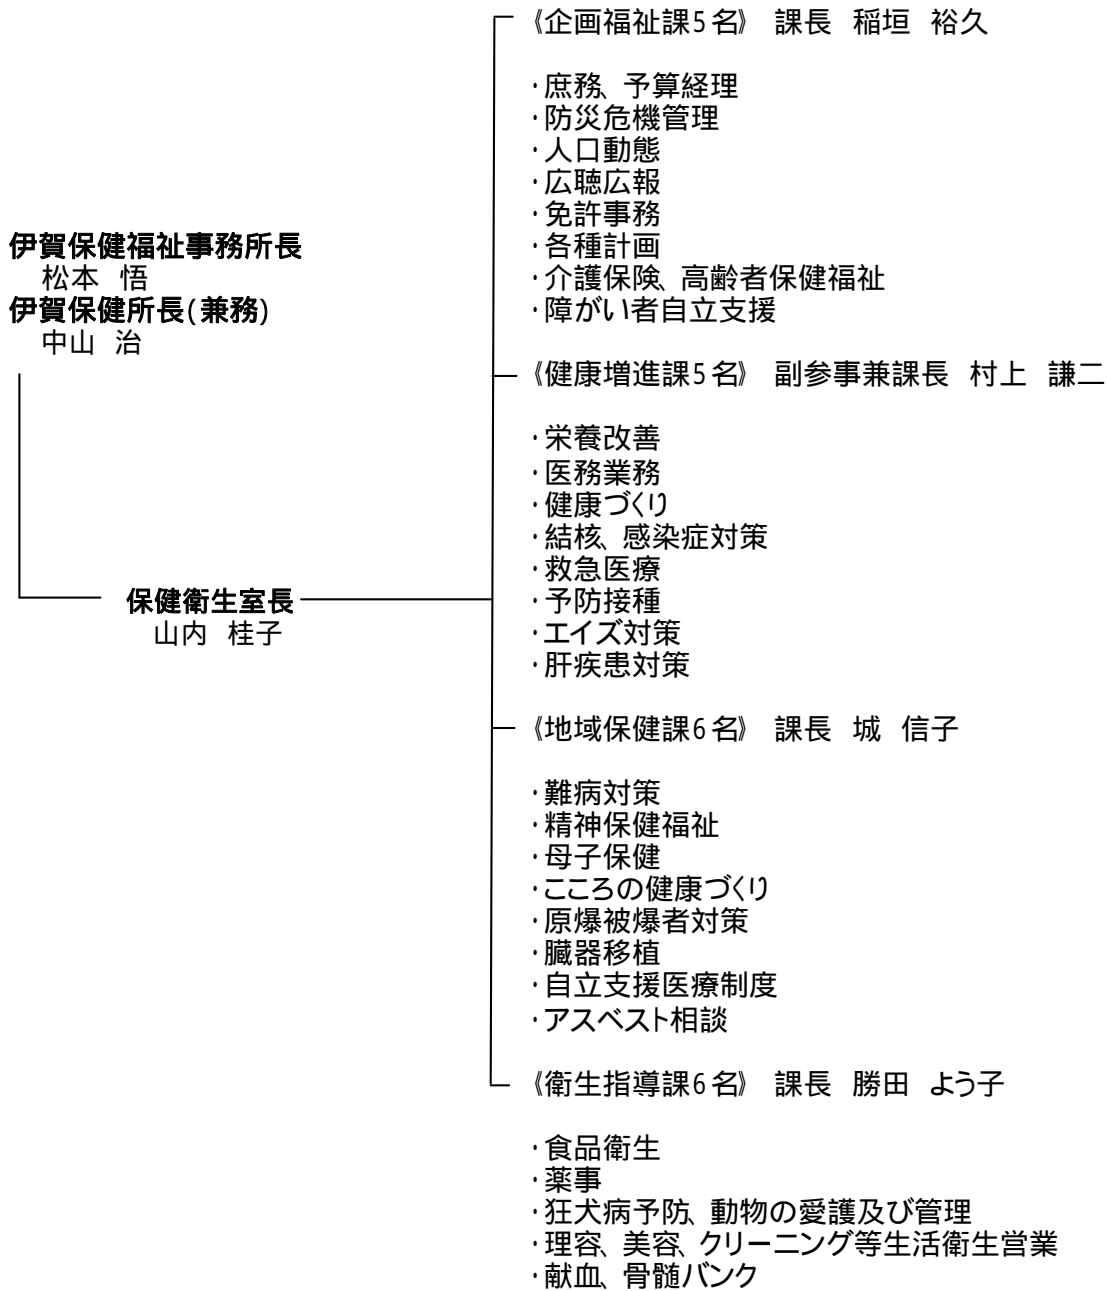 伊賀保健福祉事務所長
松本 悟
伊賀保健所長(兼務)
中山 治
保健衛生室長
山内 桂子
《企画福祉課5名》 課長 稲垣 裕久
・庶務、予算経理
・防災危機管理
・人口動態
・広聴広報
・免許事務
・各種計画
・介護保険、高齢者保健福祉
・障がい者自立支援
《健康増進課5名》 副参事兼課長 村上 謙二
・栄養改善
・医務業務
・健康づくり
・結核、感染症対策
・救急医療
・予防接種
・エイズ対策
・肝疾患対策
《地域保健課6名》 課長 城 信子
・難病対策
・精神保健福祉
・母子保健
・こころの健康づくり
・原爆被爆者対策
・臓器移植
・自立支援医療制度
・アスベスト相談
《衛生指導課6名》 課長 勝田 よう子
・食品衛生
・薬事
・狂犬病予防、動物の愛護及び管理
・理容、美容、クリーニング等生活衛生営業
・献血、骨髄バンク